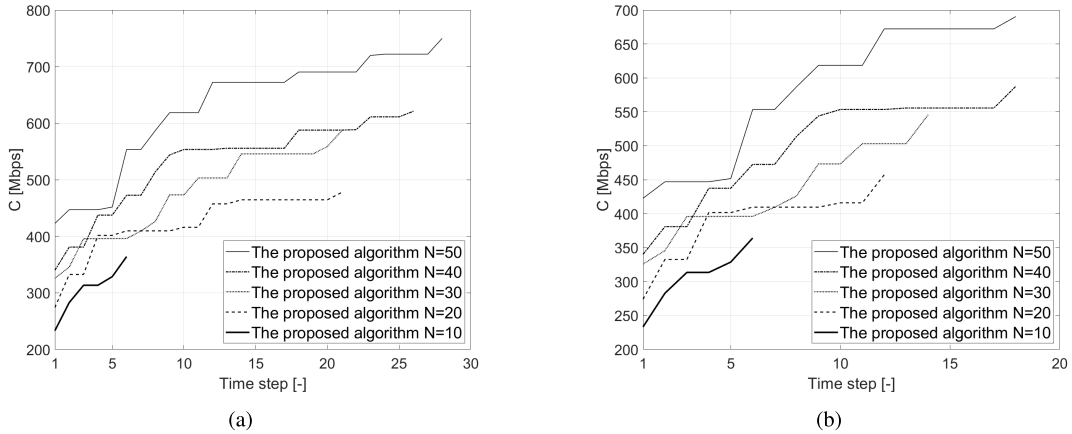 800
700
600
500
400
300
200
C [Mbps]
The proposed algorithm N=50
The proposed algorithm N=40
The proposed algorithm N=30
The proposed algorithm N=20
The proposed algorithm N=10
1 5 10 15 20 25 30
Time step [-]
(a)
700
650
600
550
500
450
400
350
300
250
200
C [Mbps]
The proposed algorithm N=50
The proposed algorithm N=40
The proposed algorithm N=30
The proposed algorithm N=20
The proposed algorithm N=10
1 5 10 15 20
Time step [-]
(b)